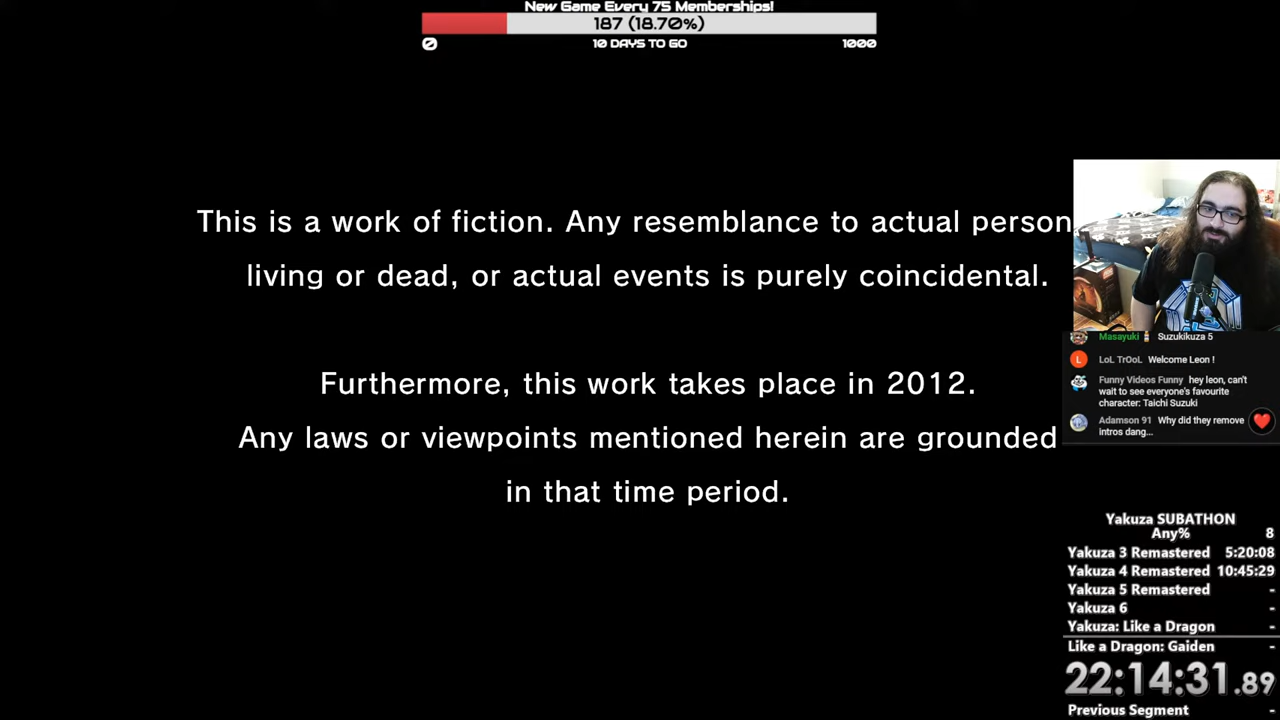 New Game Every 75 Memberships!
187 (18.70%)
0 10 DAYS TO GO 1000
This is a work of fiction. Any resemblance to actual person
living or dead, or actual events is purely coincidental.
Furthermore, this work takes place in 2012.
Any laws or viewpoints mentioned herein are grounded
in that time period.
Masayuki Suzukikuza 5
L LoL TrOoL Welcome Leon !
Funny Videos Funny hey leon, can't
wait to see everyone's favourite
character: Taichi Suzuki
Adamson 91 Why did they remove
intros dang...
Yakuza SUBATHON
Any% 8
Yakuza 3 Remastered 5:20:08
Yakuza 4 Remastered 10:45:29
Yakuza 5 Remastered -
Yakuza 6 -
Yakuza: Like a Dragon -
Like a Dragon: Gaiden -
22:14:31.89
Previous Segment -